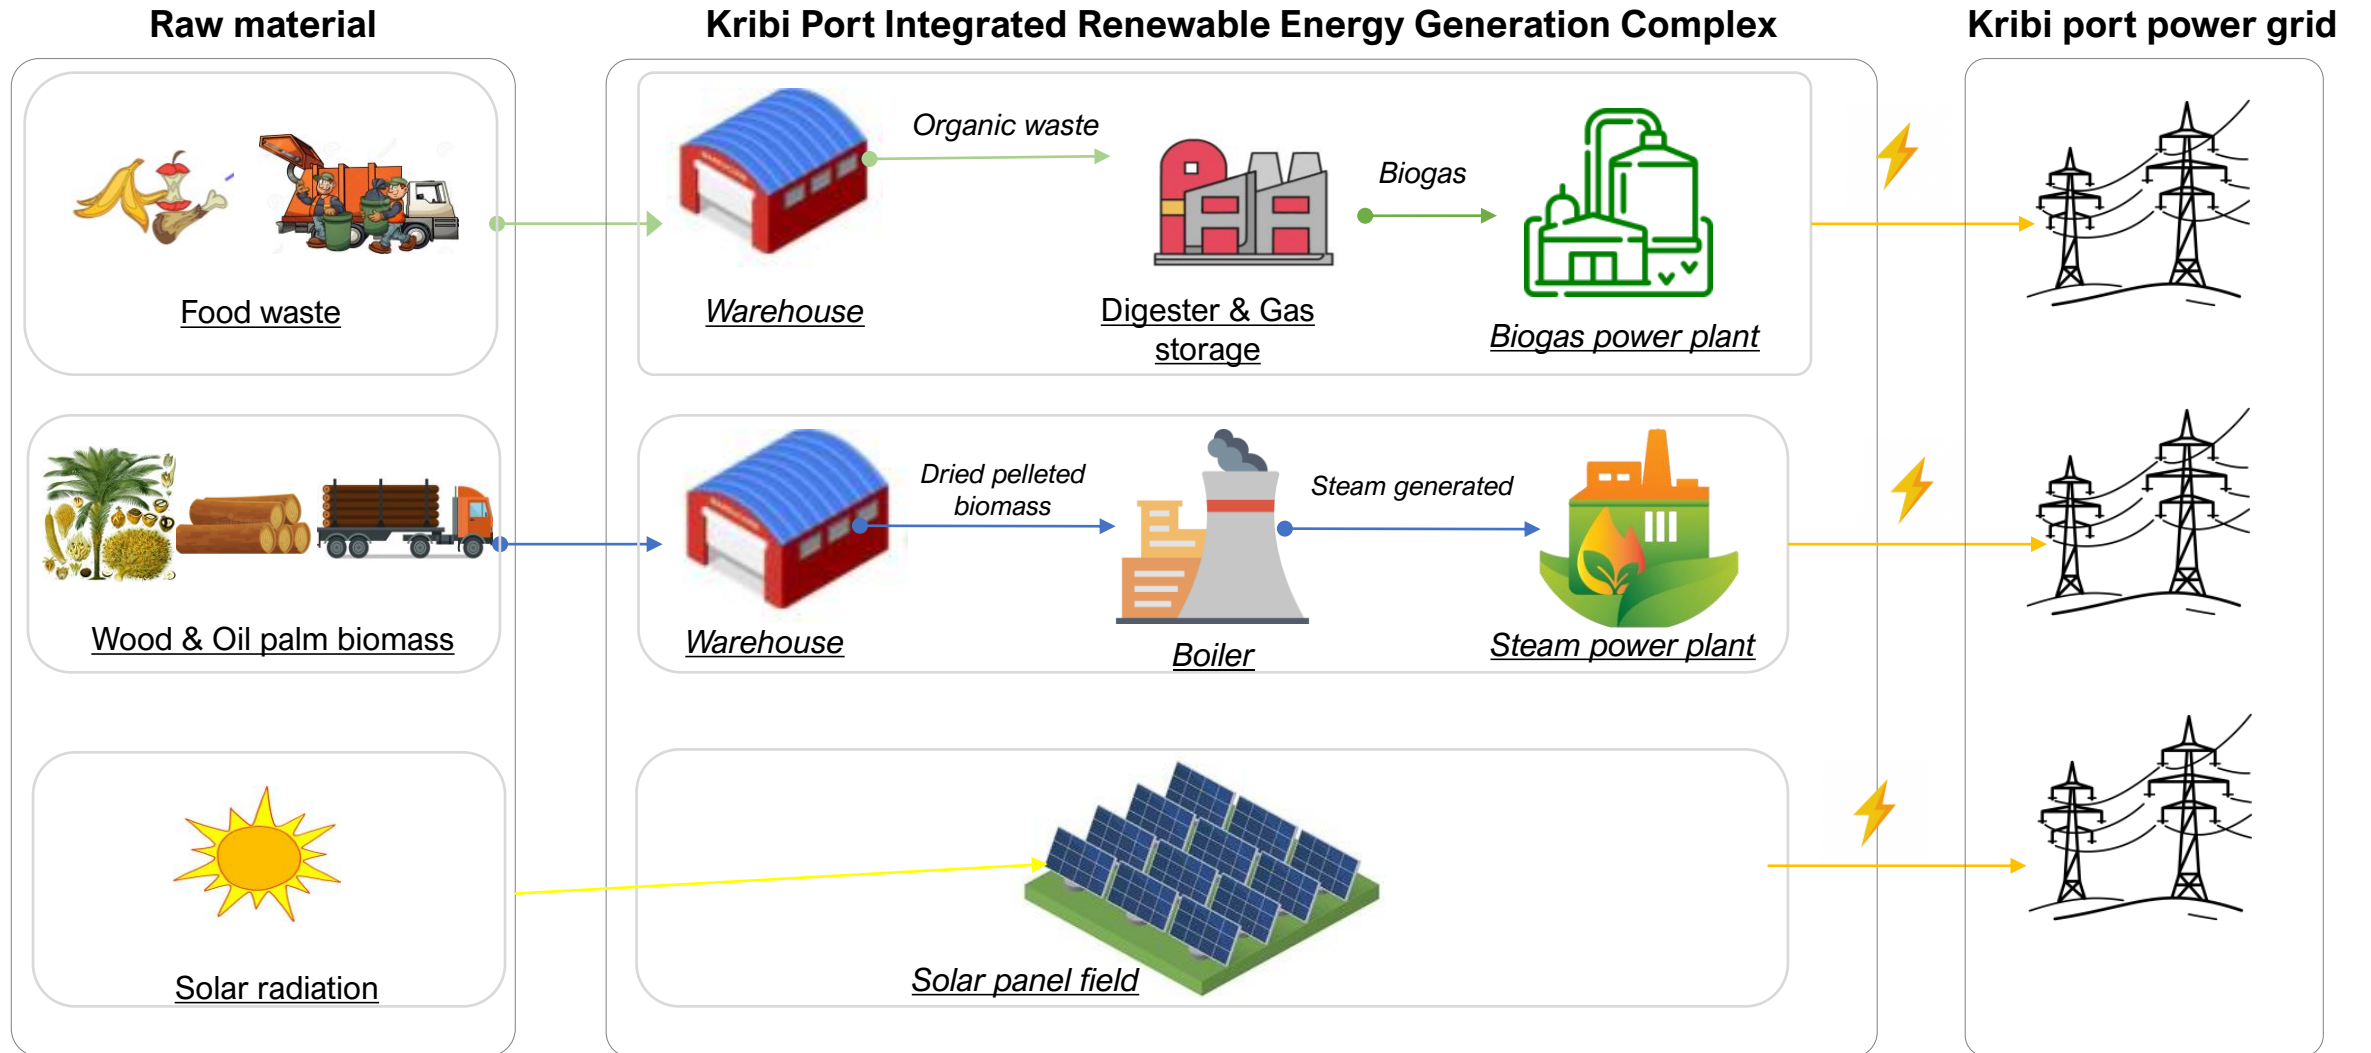 Raw material
Kribi Port Integrated Renewable Energy Generation Complex
Kribi port power grid
Organic waste
Biogas
Food waste
Warehouse
Digester & Gas
storage
Biogas power plant
Dried pelleted
biomass
Steam generated
Wood & Oil palm biomass
Warehouse
Boiler
Steam power plant
Solar radiation
Solar panel field